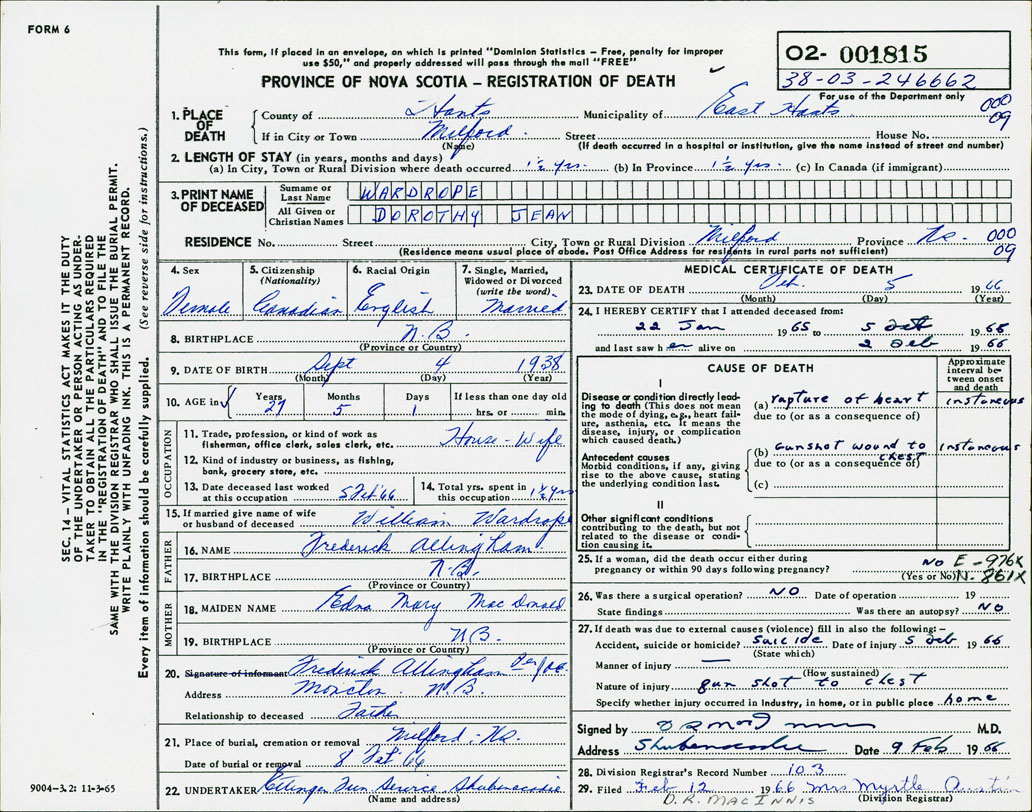 FORM 6
This form, if placed in an envelope, on which is printed "Dominion Statistics – Free, penalty for improper
use $50," and properly addressed will pass through the mail "FREE"
PROVINCE OF NOVA SCOTIA – REGISTRATION OF DEATH
O2- 001815
38-03-246662
For use of the Department only
000
09
1. PLACE OF DEATH
County of Hants Municipality of East Hants
If in City or Town Milford. Street House No.
(Name) (If death occurred in a hospital or institution, give the name instead of street and number)
2. LENGTH OF STAY (in years, months and days)
(a) In City, Town or Rural Division where death occurred 1½ yrs. (b) In Province 1½ yrs. (c) In Canada (if immigrant)
3. PRINT NAME OF DECEASED
Surname or Last Name WARDROPE
All Given or Christian Names DOROTHY JEAN
RESIDENCE No. Street City, Town or Rural Division Milford Province Ns. 000
(Residence means usual place of abode. Post Office Address for residents in rural parts not sufficient) 09
4. Sex Female
5. Citizenship (Nationality) Canadian
6. Racial Origin English
7. Single, Married, Widowed or Divorced (write the word) Married
8. BIRTHPLACE N.B.
(Province or Country)
9. DATE OF BIRTH Sept 4 1938
(Month) (Day) (Year)
10. AGE in √ Years 27 Months 5 Days 1 If less than one day old hrs. or min.
OCCUPATION
11. Trade, profession, or kind of work as fisherman, office clerk, sales clerk, etc. House-Wife
12. Kind of industry or business, as fishing, bank, grocery store, etc.
13. Date deceased last worked at this occupation 5 Feb '66
14. Total yrs. spent in this occupation 1½ yrs
15. If married give name of wife or husband of deceased William Wardrope
FATHER
16. NAME Frederick Allingham.
17. BIRTHPLACE N.B.
(Province or Country)
MOTHER
18. MAIDEN NAME Edna Mary MacDonald
19. BIRTHPLACE N.B.
(Province or Country)
20. Signature of informant Frederick Allingham
Address Moncton. N.B.
Relationship to deceased Father
21. Place of burial, cremation or removal Milford. Ns.
Date of burial or removal 8 Feb '66
22. UNDERTAKER Ettinger Fun Service Shubenacadie
(Name and address)
MEDICAL CERTIFICATE OF DEATH
23. DATE OF DEATH Feb. 5 1966
(Month) (Day) (Year)
24. I HEREBY CERTIFY that I attended deceased from:
22 Jan 1965 to 5 1965
and last saw her alive on 2 Feb 1966
CAUSE OF DEATH
Approximate interval between onset and death
I
Disease or condition directly leading to death (This does not mean the mode of dying, e.g., heart failure, asthenia, etc. It means the disease, injury, or complication which caused death.)
(a) rapture of heart instaneous
due to (or as a consequence of)
Antecedent causes
Morbid conditions, if any, giving rise to the above cause, stating the underlying condition last.
(b) Gunshot wound to chest instaneous
due to (or as a consequence of)
(c)
II
Other significant conditions
contributing to the death, but not related to the disease or condition causing it.
25. If a woman, did the death occur either during pregnancy or within 90 days following pregnancy? NO E-976X
(Yes or No) N-861X
26. Was there a surgical operation? NO Date of operation 19
State findings Was there an autopsy? NO
27. If death was due to external causes (violence) fill in also the following:–
Accident, suicide or homicide? Suicide Date of injury 5 Feb 1966
(State which)
Manner of injury —
(How sustained)
Nature of injury gun shot to chest
Specify whether injury occurred in Industry, in home, or in public place home
Signed by M.D.
Address Shubenacadie Date 9 Feb 1966
28. Division Registrar's Record Number 103
29. Filed Feb 12 1966 Mrs Myrtle Austin
D.K. MACINNIS (Division Registrar)
SEC. 14 – VITAL STATISTICS ACT MAKES IT THE DUTY
OF THE UNDERTAKER OR PERSON ACTING AS UNDER-
TAKER TO OBTAIN ALL THE PARTICULARS REQUIRED
IN THE "REGISTRATION OF DEATH" AND TO FILE THE
SAME WITH THE DIVISION REGISTRAR WHO SHALL ISSUE THE BURIAL PERMIT.
WRITE PLAINLY WITH UNFADING INK. THIS IS A PERMANENT RECORD.
Every item of information should be carefully supplied. (See reverse side for instructions.)
9004–3.2: 11-3-65